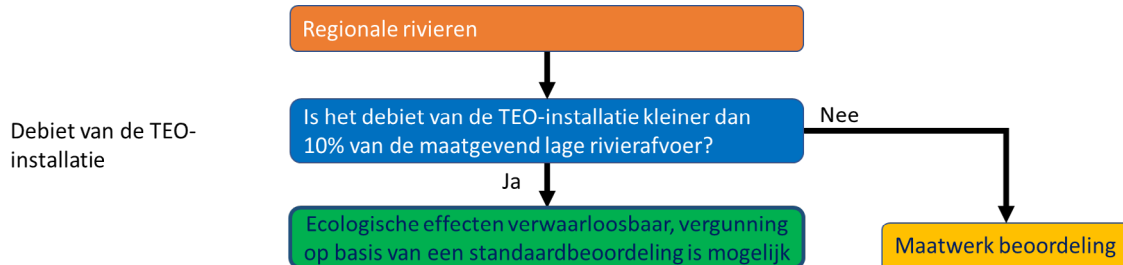 Regionale rivieren
Debiet van de TEO-
installatie
Is het debiet van de TEO-installatie kleiner dan
10% van de maatgevend lage rivierafvoer?
Nee
Ja
Ecologische effecten verwaarloosbaar, vergunning
op basis van een standaardbeoordeling is mogelijk
Maatwerk beoordeling